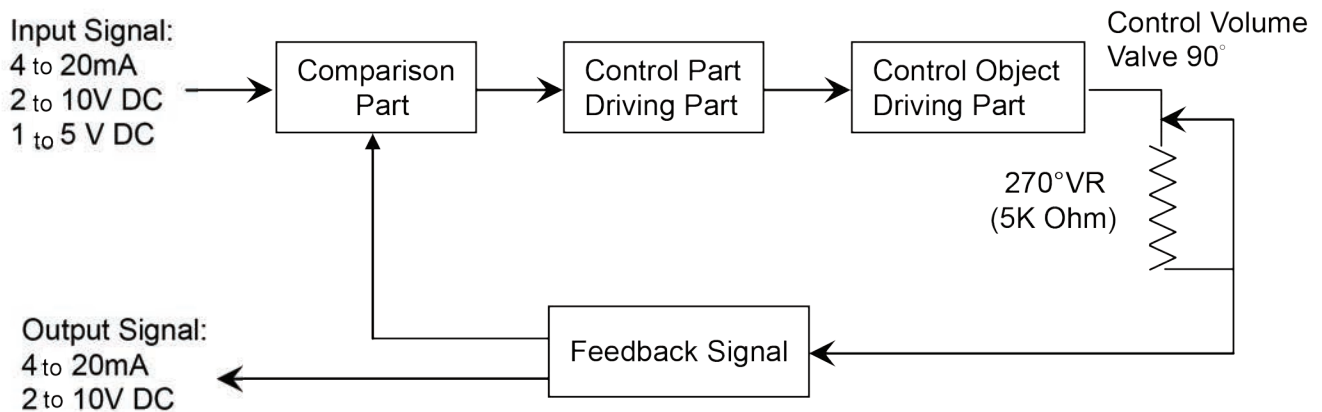 Input Signal:
4 to 20mA
2 to 10V DC
1 to 5 V DC
Comparison
Part
Control Part
Driving Part
Control Object
Driving Part
Control Volume
Valve 90°
270°VR
(5K Ohm)
Output Signal:
4 to 20mA
2 to 10V DC
Feedback Signal